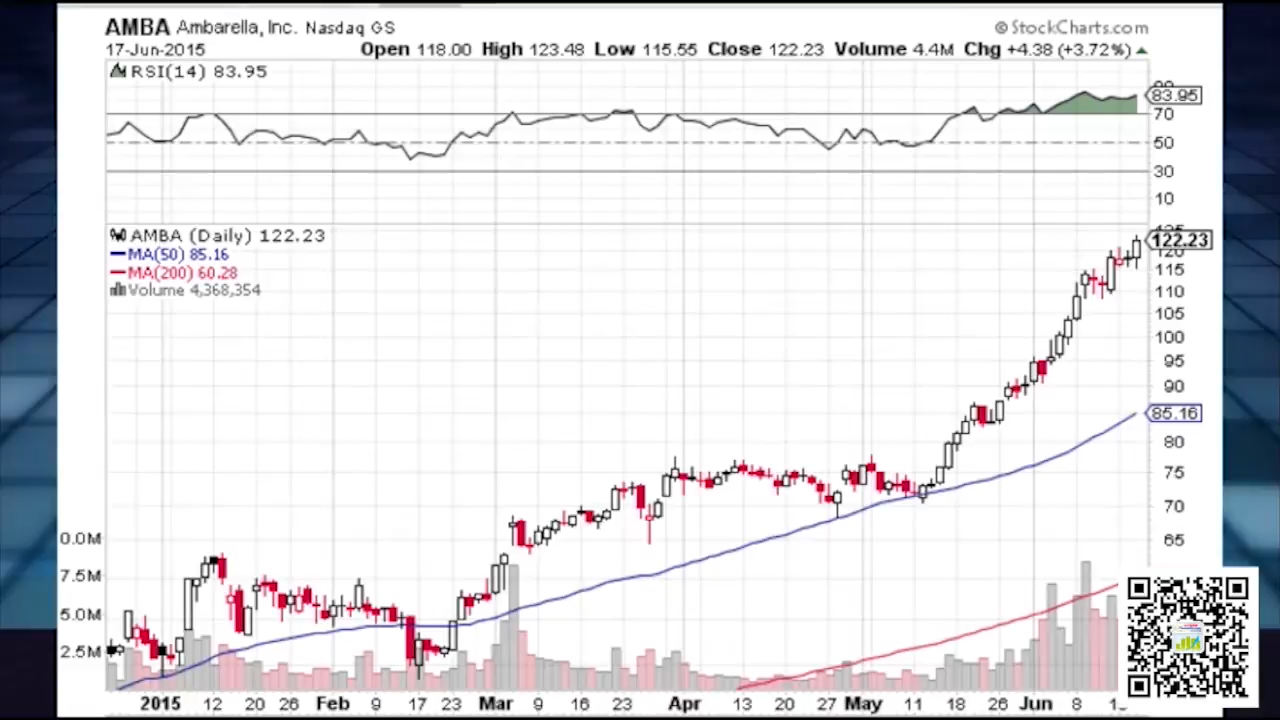 AMBA Ambarella, Inc. Nasdaq GS
© StockCharts.com
17-Jun-2015
Open 118.00 High 123.48 Low 115.55 Close 122.23 Volume 4.4M Chg +4.38 (+3.72%)
RSI(14) 83.95
90
83.95
70
50
30
10
AMBA (Daily) 122.23
MA(50) 85.16
MA(200) 60.28
Volume 4,368,354
125
122.23
120
115
110
105
100
95
90
85.16
80
75
70
65
0.0M
7.5M
5.0M
2.5M
2015 12 20 26 Feb 9 17 23 Mar 9 16 23 Apr 13 20 27 May 11 18 26 Jun 8